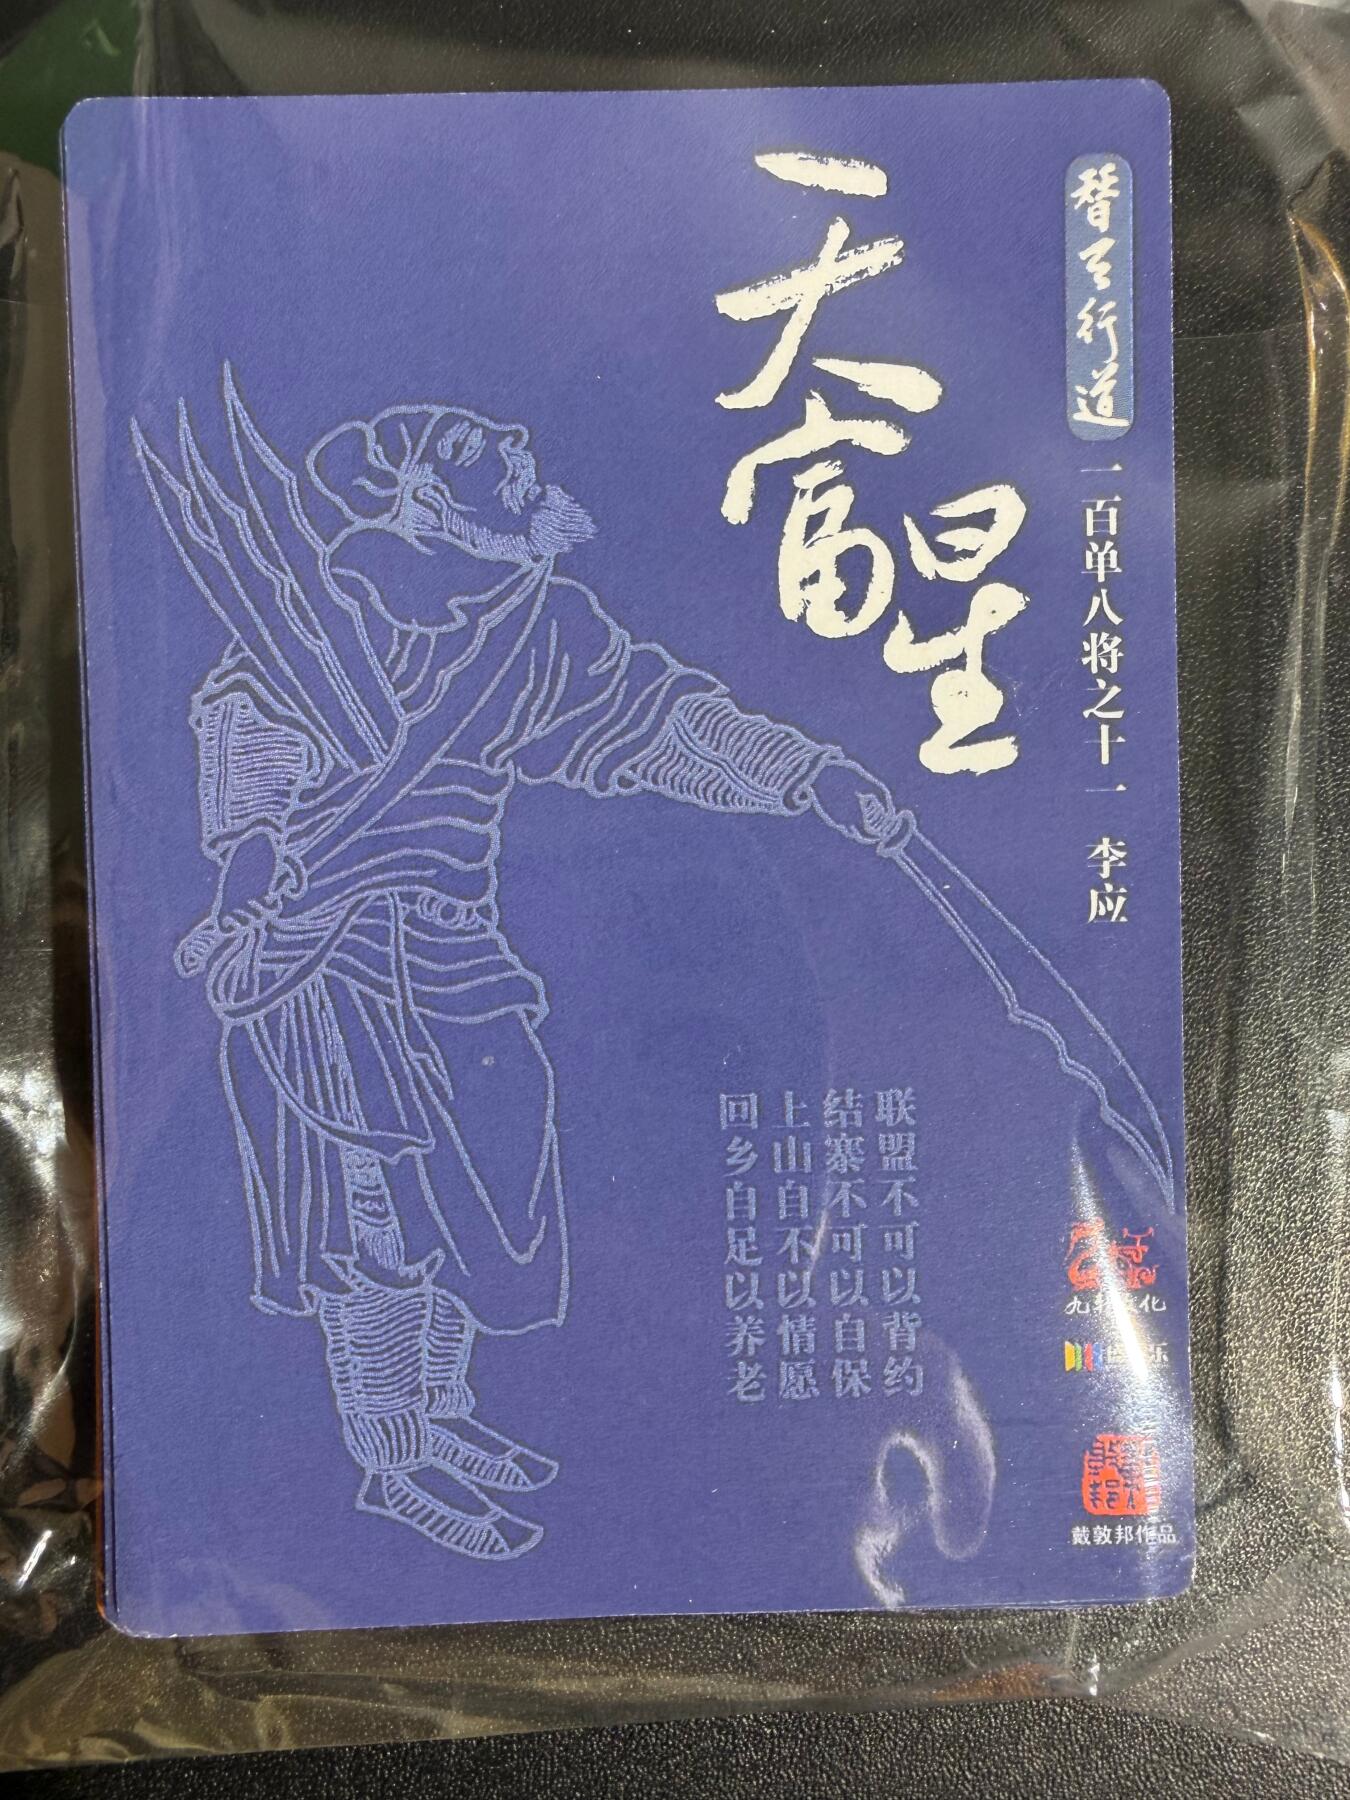 替天行道
一百单八将之十一 李应
天富星
联盟不可以背约
结寨不可以自保
上山自不以情愿
回乡自足以养老
戴敦邦作品